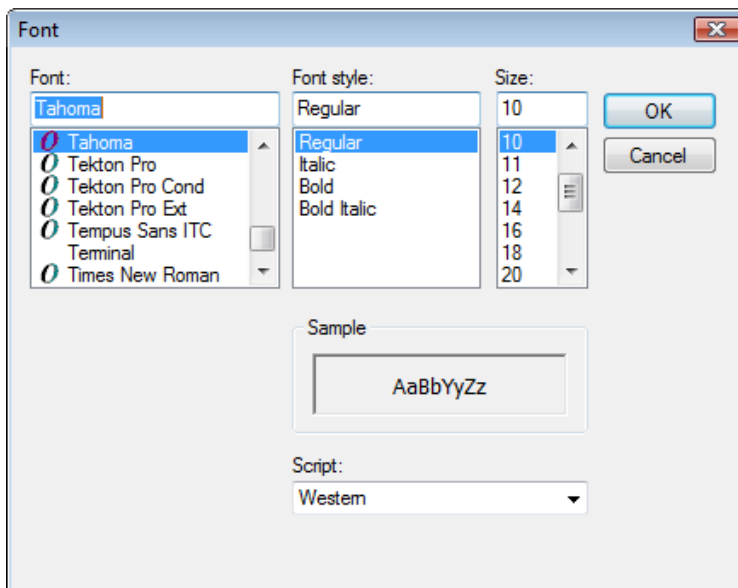 Font
Font:
Font style:
Size:
Tahoma
Regular
10
OK
Tahoma
Tekton Pro
Tekton Pro Cond
Tekton Pro Ext
Tempus Sans ITC
Terminal
Times New Roman
Regular
Italic
Bold
Bold Italic
10
11
12
14
16
18
20
Cancel
Sample
AaBbYyZz
Script:
Western